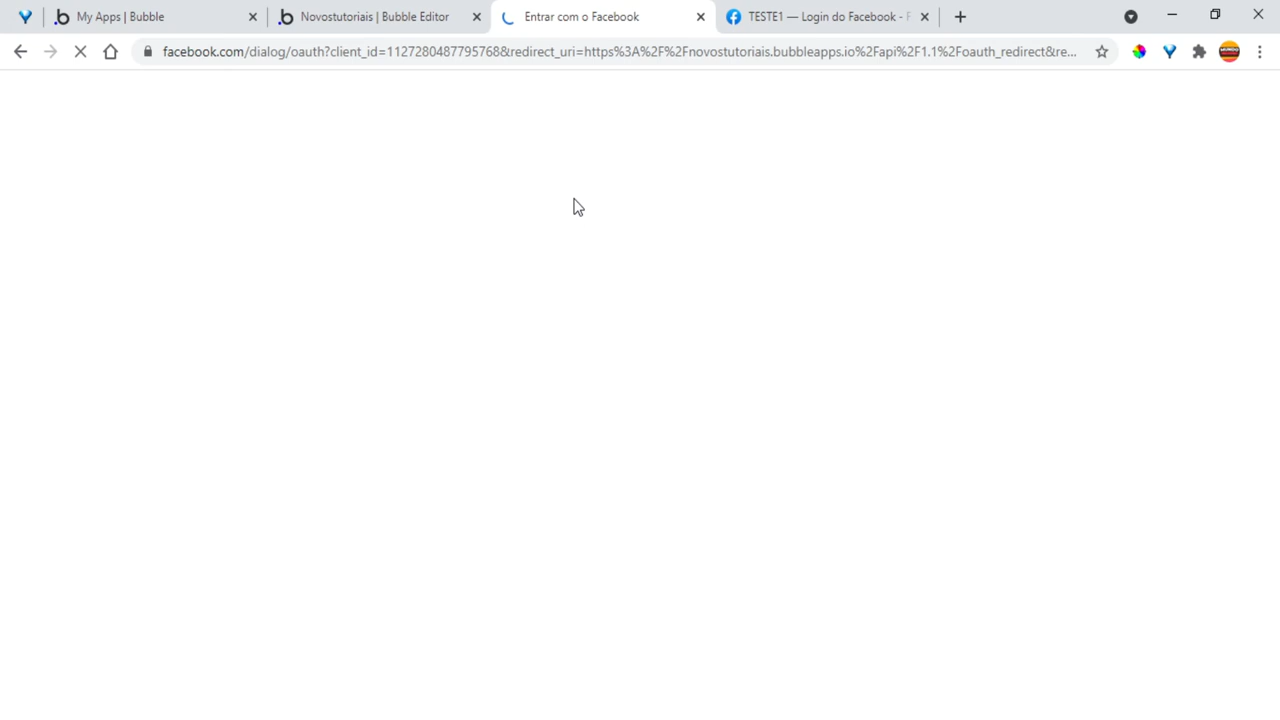 My Apps | Bubble
Novostutoriais | Bubble Editor
Entrar com o Facebook
TESTE1 — Login do Facebook - F
facebook.com/dialog/oauth?client_id=1127280487795768&redirect_uri=https%3A%2F%2Fnovostutoriais.bubbleapps.io%2Fapi%2F1.1%2Foauth_redirect&re...